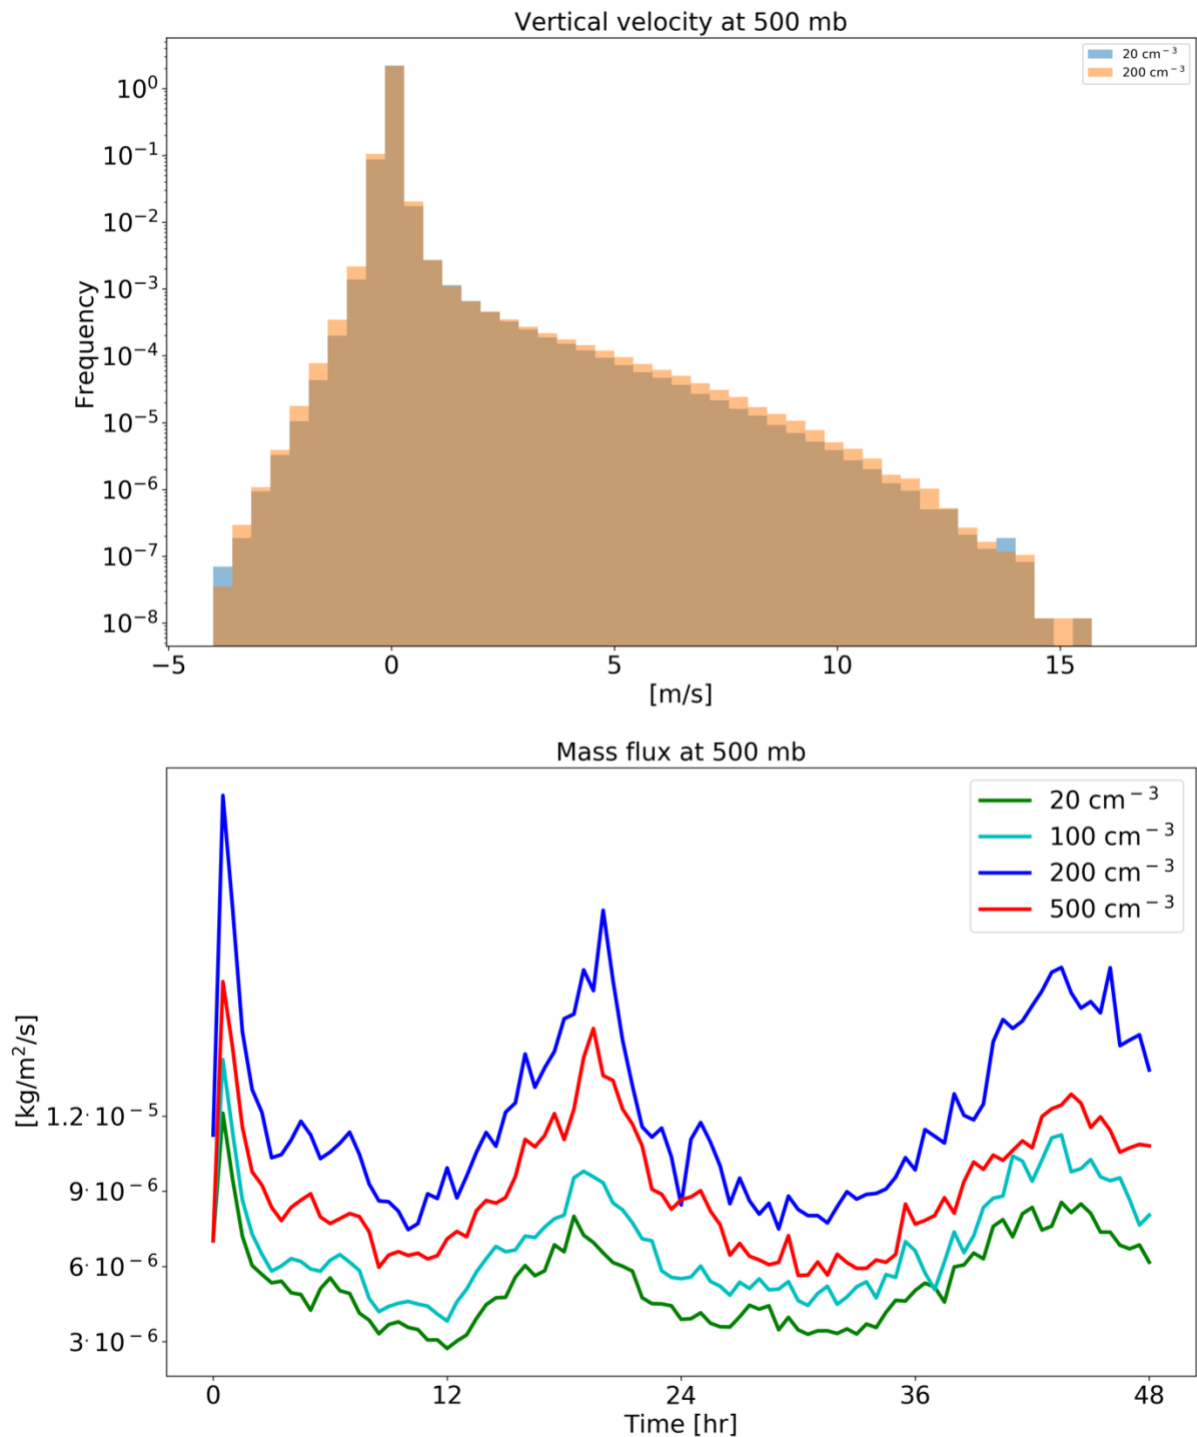 Vertical velocity at 500 mb
20 cm⁻³
200 cm⁻³
Frequency
10⁰
10⁻¹
10⁻²
10⁻³
10⁻⁴
10⁻⁵
10⁻⁶
10⁻⁷
10⁻⁸
−5 0 5 10 15
[m/s]
Mass flux at 500 mb
20 cm⁻³
100 cm⁻³
200 cm⁻³
500 cm⁻³
[kg/m²/s]
1.2·10⁻⁵
9·10⁻⁶
6·10⁻⁶
3·10⁻⁶
0 12 24 36 48
Time [hr]